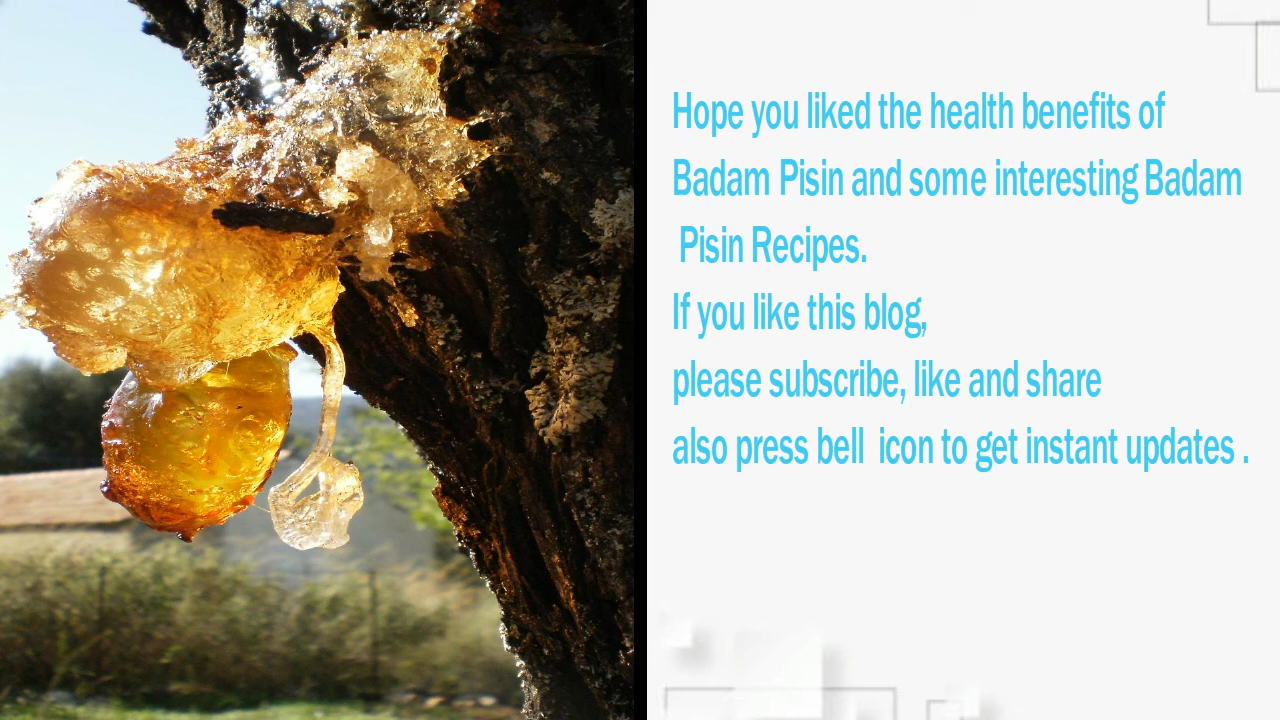 Hope you liked the health benefits of
Badam Pisin and some interesting Badam
Pisin Recipes.
If you like this blog,
please subscribe, like and share
also press bell icon to get instant updates .